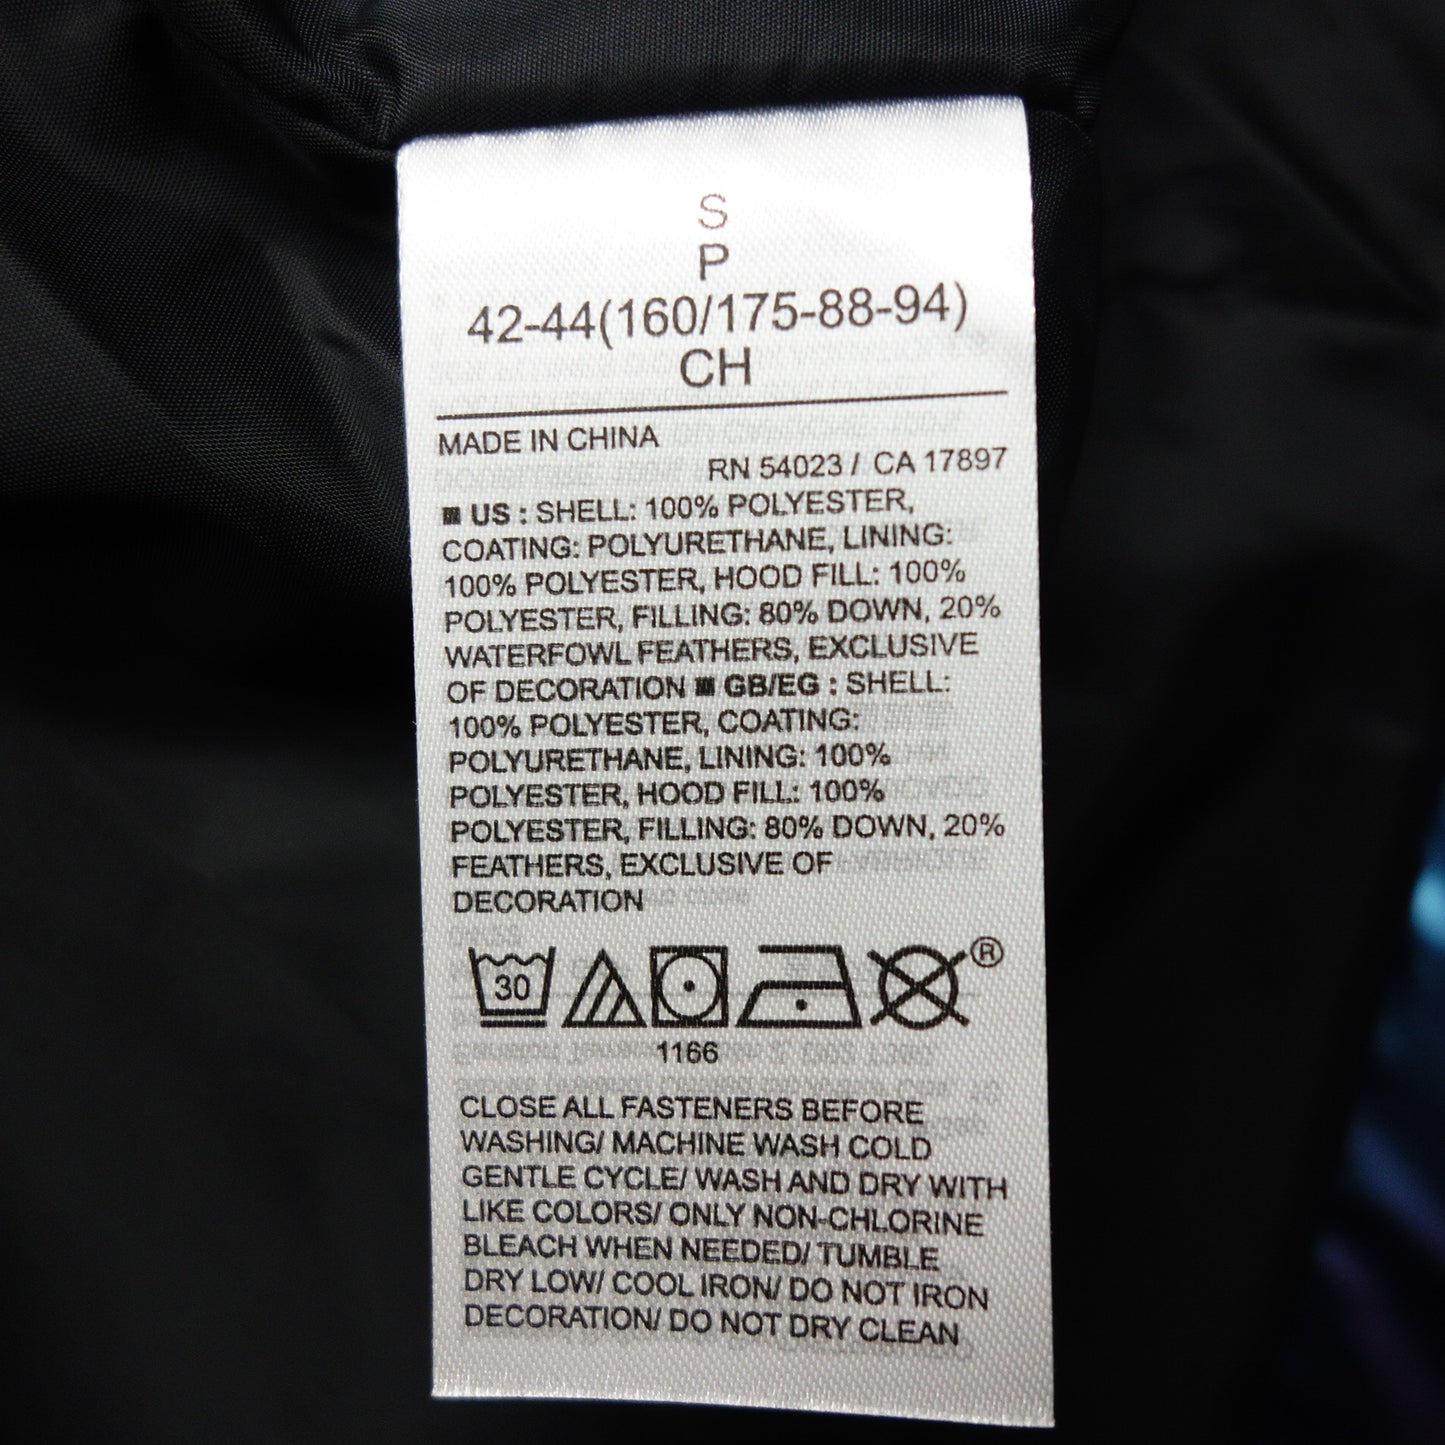 S
P
42-44(160/175-88-94)
CH
MADE IN CHINA
RN 54023 / CA 17897
■ US : SHELL: 100% POLYESTER,
COATING: POLYURETHANE, LINING:
100% POLYESTER, HOOD FILL: 100%
POLYESTER, FILLING: 80% DOWN, 20%
WATERFOWL FEATHERS, EXCLUSIVE
OF DECORATION ■ GB/EG : SHELL:
100% POLYESTER, COATING:
POLYURETHANE, LINING: 100%
POLYESTER, HOOD FILL: 100%
POLYESTER, FILLING: 80% DOWN, 20%
FEATHERS, EXCLUSIVE OF
DECORATION
30 ®
1166
CLOSE ALL FASTENERS BEFORE
WASHING/ MACHINE WASH COLD
GENTLE CYCLE/ WASH AND DRY WITH
LIKE COLORS/ ONLY NON-CHLORINE
BLEACH WHEN NEEDED/ TUMBLE
DRY LOW/ COOL IRON/ DO NOT IRON
DECORATION/ DO NOT DRY CLEAN